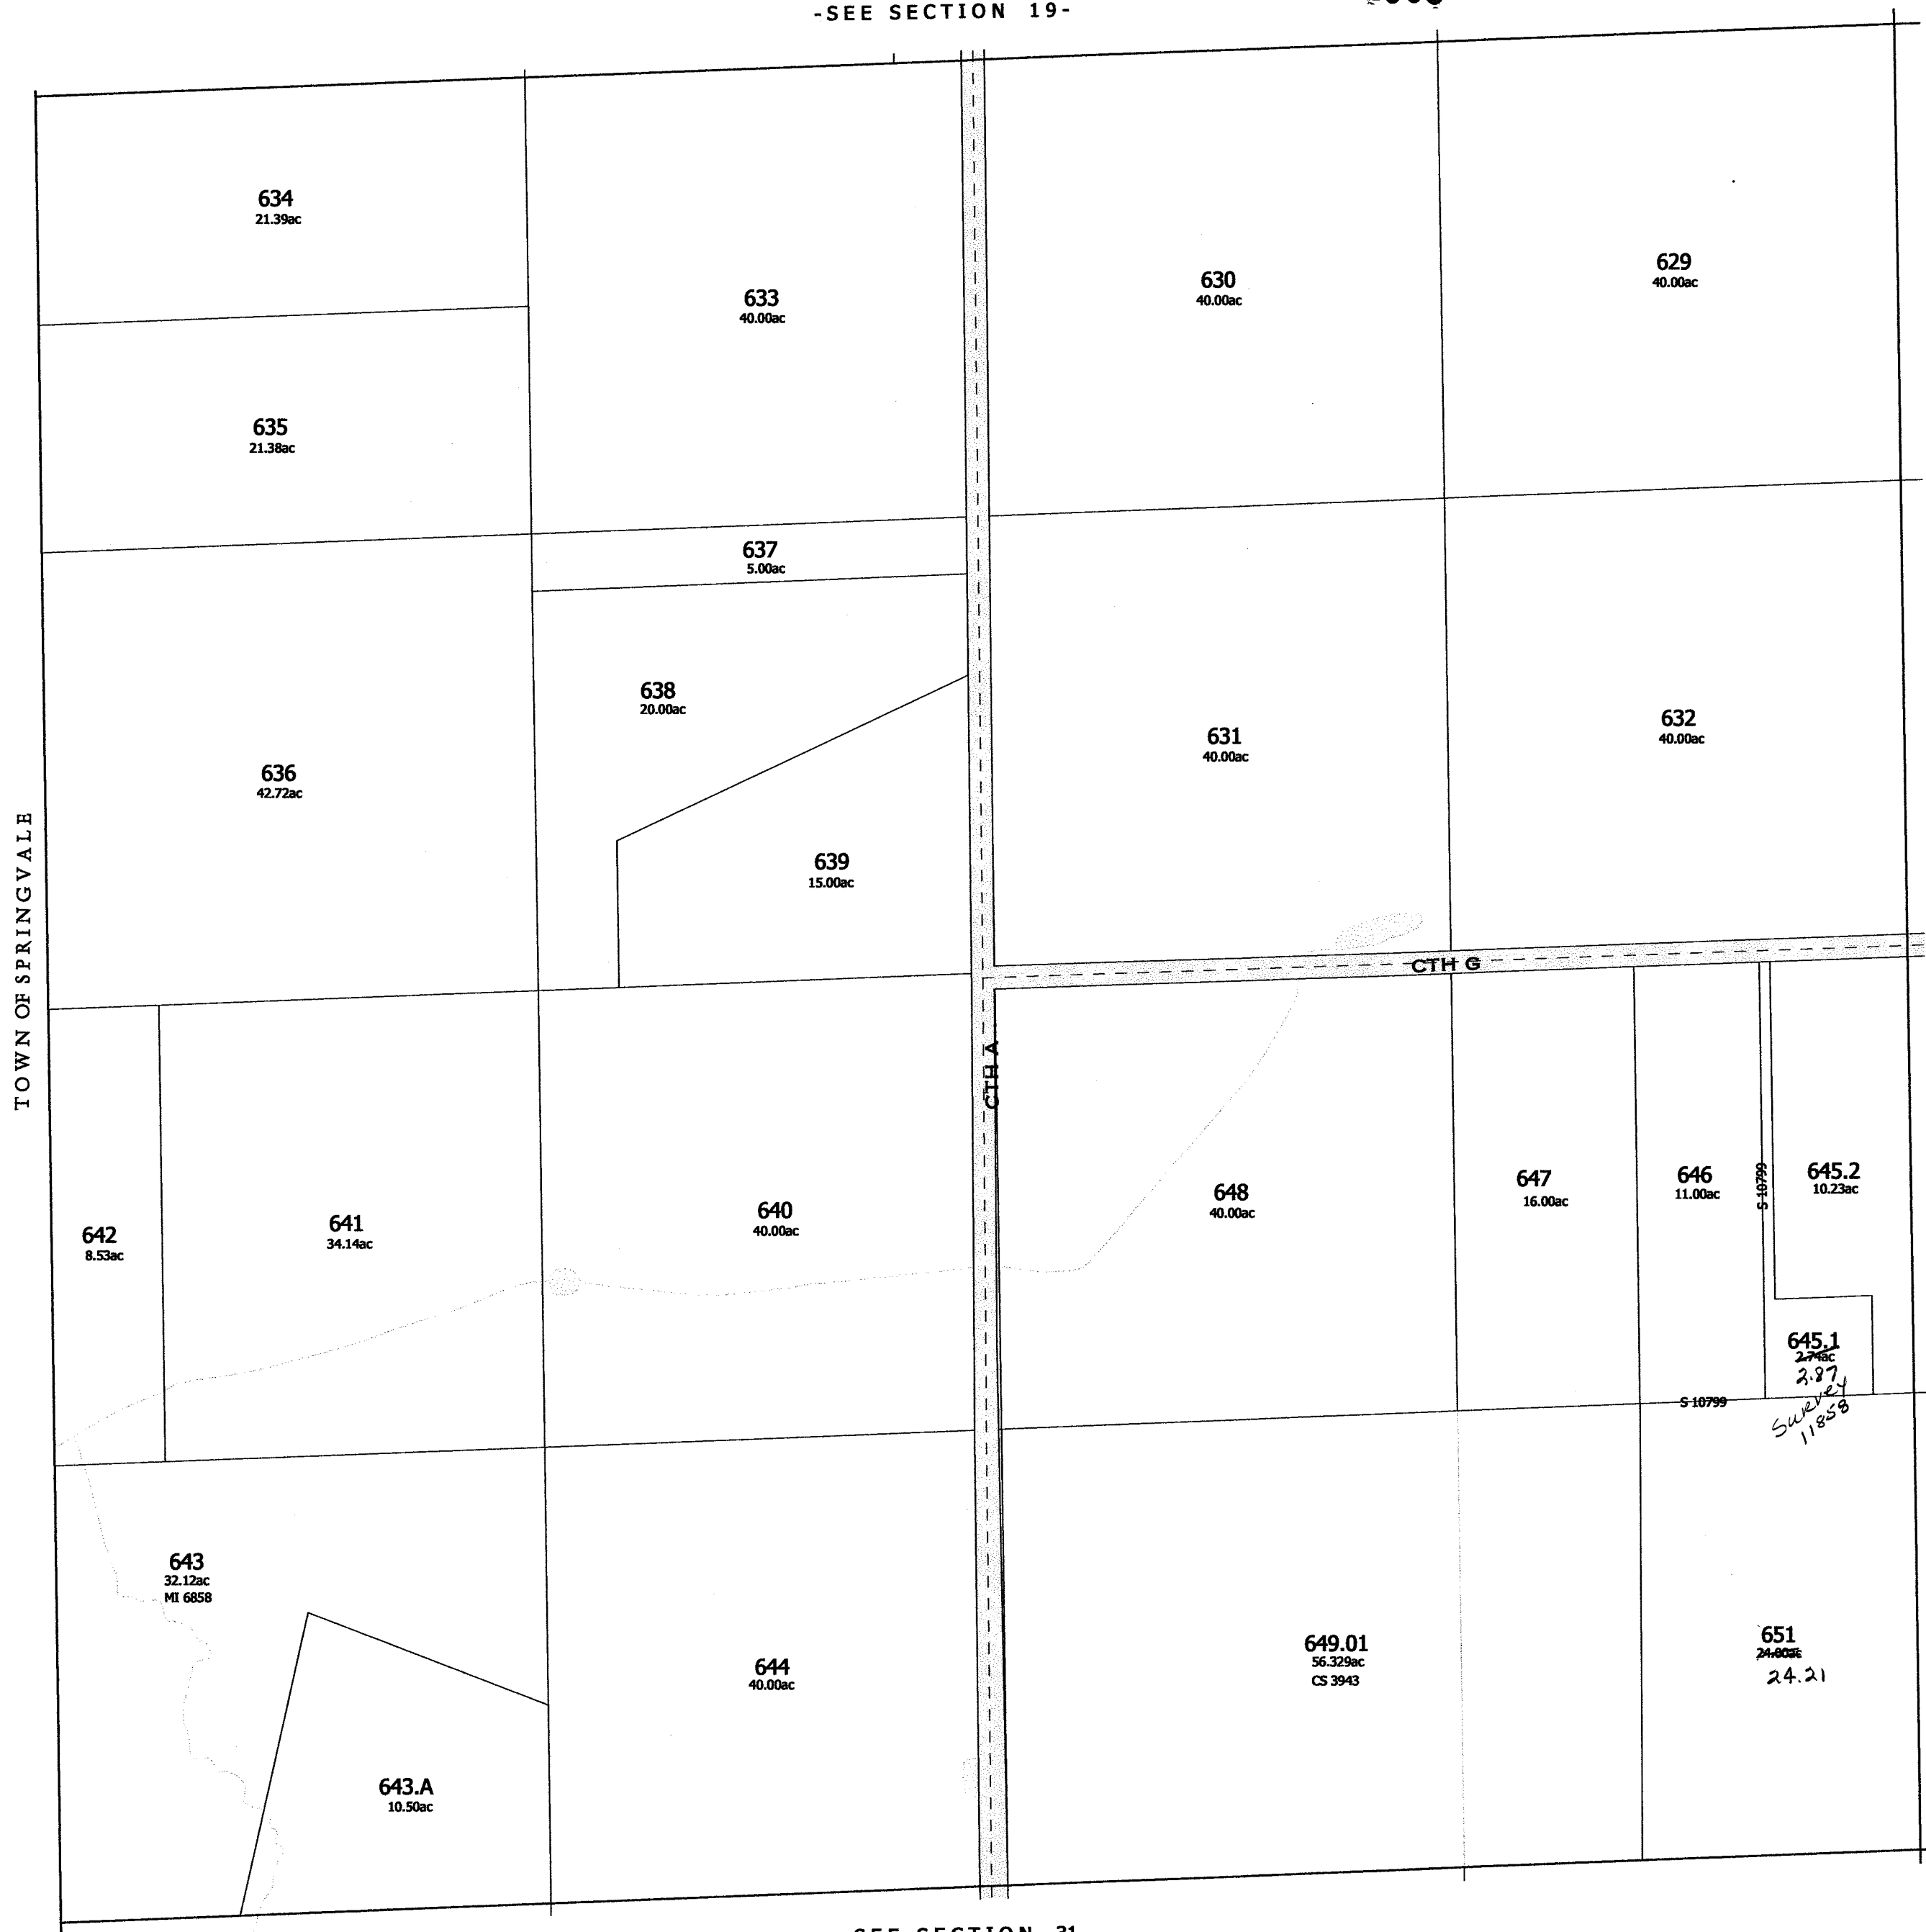 -SEE SECTION 19-
634
21.39ac
633
40.00ac
630
40.00ac
629
40.00ac
635
21.38ac
637
5.00ac
638
20.00ac
631
40.00ac
632
40.00ac
636
42.72ac
639
15.00ac
TOWN OF SPRINGVALE
CTH G
CTH A
642
8.53ac
641
34.14ac
640
40.00ac
648
40.00ac
647
16.00ac
646
11.00ac
S 10799
645.2
10.23ac
645.1
2.74ac
2.87
S 10799
Survey
11858
643
32.12ac
MI 6858
643.A
10.50ac
644
40.00ac
649.01
56.329ac
CS 3943
651
24.00ac
24.21
SEE SECTION 31